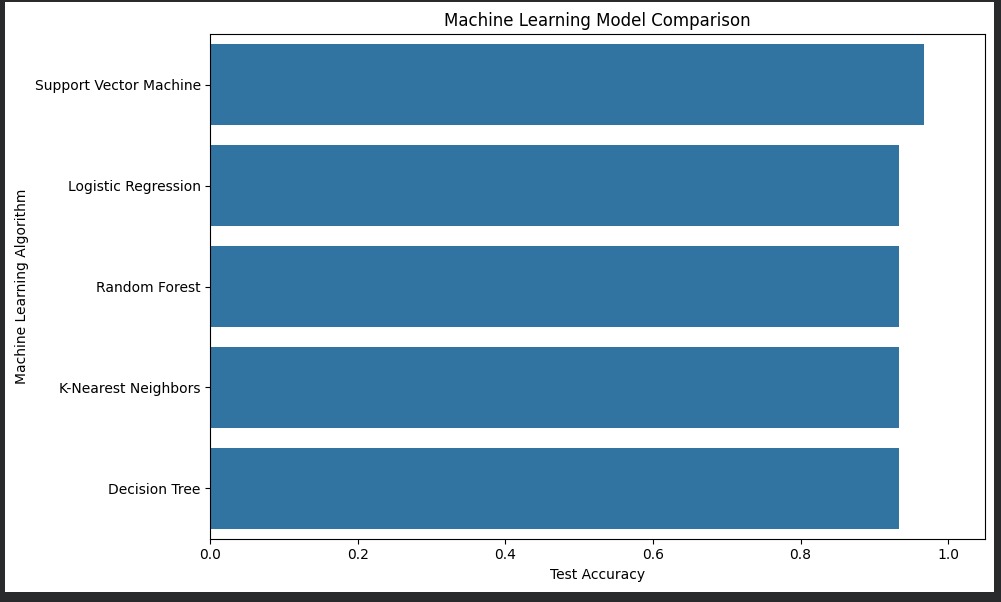 Machine Learning Model Comparison
Machine Learning Algorithm
Support Vector Machine
Logistic Regression
Random Forest
K-Nearest Neighbors
Decision Tree
0.0 0.2 0.4 0.6 0.8 1.0
Test Accuracy